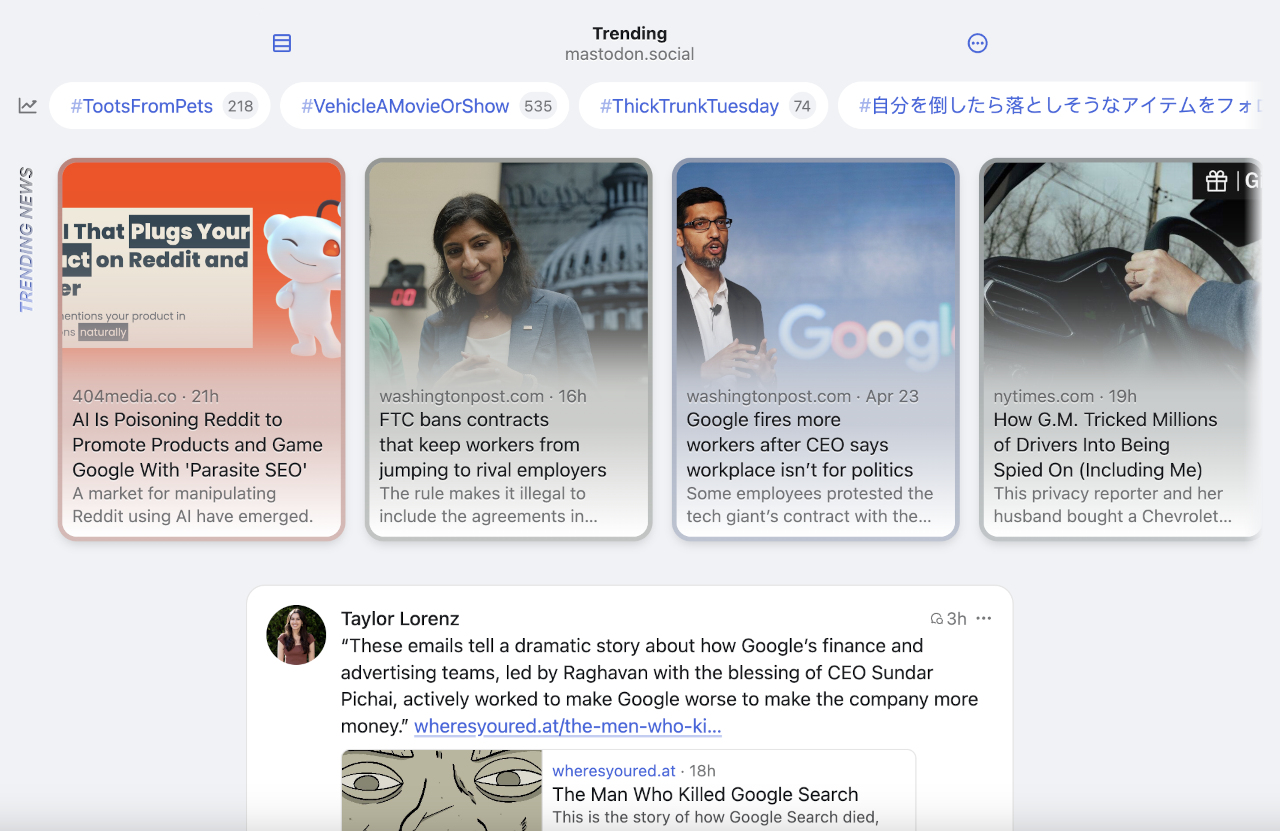 Trending
mastodon.social
#TootsFromPets 218
#VehicleAMovieOrShow 535
#ThickTrunkTuesday 74
#自分を倒したら落としそうなアイテムをフォロ
TRENDING NEWS
I That Plugs Your
ct on Reddit and
er
entions your product in
ns naturally
404media.co · 21h
AI Is Poisoning Reddit to
Promote Products and Game
Google With 'Parasite SEO'
A market for manipulating
Reddit using AI have emerged.
00
washingtonpost.com · 16h
FTC bans contracts
that keep workers from
jumping to rival employers
The rule makes it illegal to
include the agreements in…
Google
washingtonpost.com · Apr 23
Google fires more
workers after CEO says
workplace isn’t for politics
Some employees protested the
tech giant’s contract with the…
nytimes.com · 19h
How G.M. Tricked Millions
of Drivers Into Being
Spied On (Including Me)
This privacy reporter and her
husband bought a Chevrolet…
Taylor Lorenz
3h
“These emails tell a dramatic story about how Google’s finance and
advertising teams, led by Raghavan with the blessing of CEO Sundar
Pichai, actively worked to make Google worse to make the company more
money.” wheresyoured.at/the-men-who-ki…
wheresyoured.at · 18h
The Man Who Killed Google Search
This is the story of how Google Search died,